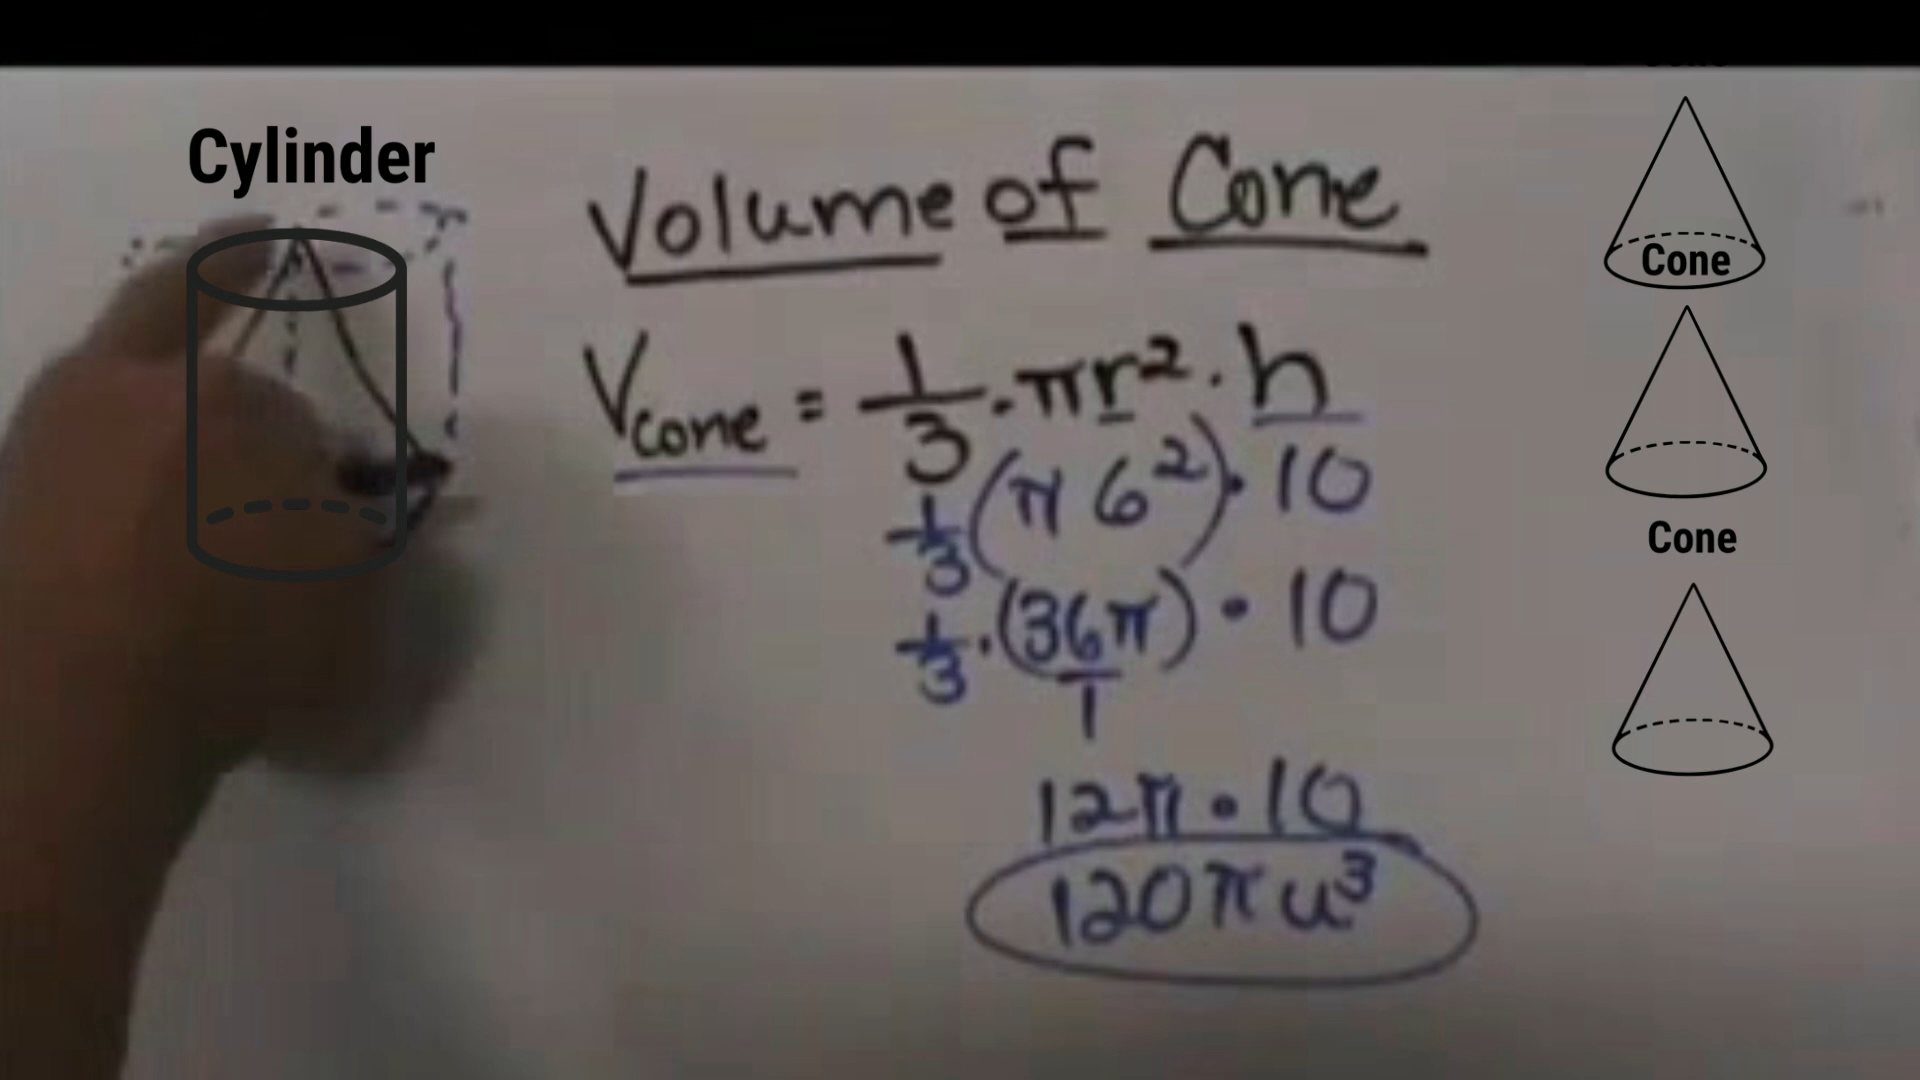 Cylinder
Volume of Cone
Vcone = 1/3 · πr² · h
1/3 (π 6²) · 10
1/3 · (36π)/1 · 10
12π · 10
120π u³
Cone
Cone